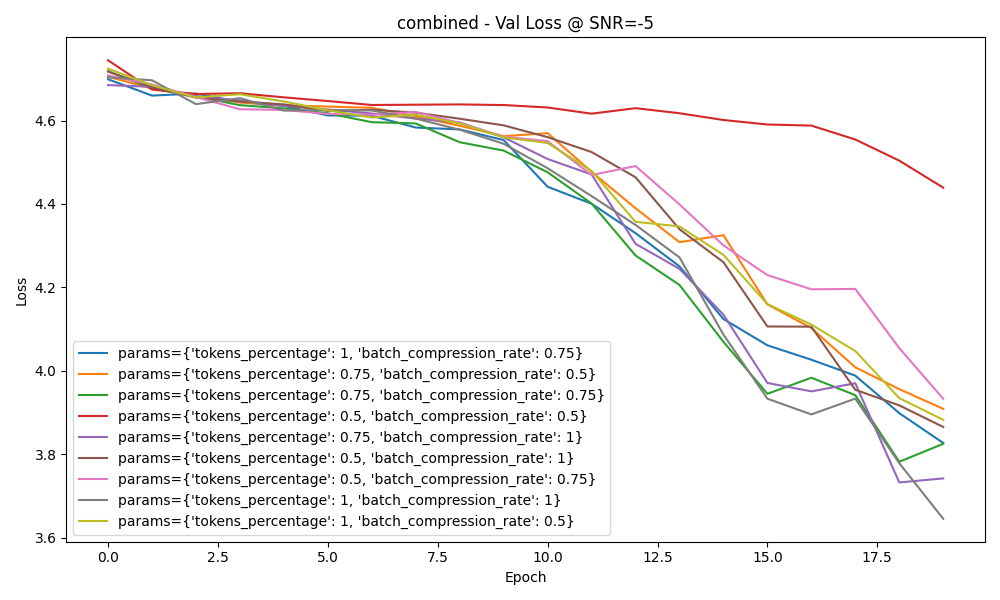 combined - Val Loss @ SNR=-5
Loss
4.6
4.4
4.2
4.0
3.8
3.6
params={'tokens_percentage': 1, 'batch_compression_rate': 0.75}
params={'tokens_percentage': 0.75, 'batch_compression_rate': 0.5}
params={'tokens_percentage': 0.75, 'batch_compression_rate': 0.75}
params={'tokens_percentage': 0.5, 'batch_compression_rate': 0.5}
params={'tokens_percentage': 0.75, 'batch_compression_rate': 1}
params={'tokens_percentage': 0.5, 'batch_compression_rate': 1}
params={'tokens_percentage': 0.5, 'batch_compression_rate': 0.75}
params={'tokens_percentage': 1, 'batch_compression_rate': 1}
params={'tokens_percentage': 1, 'batch_compression_rate': 0.5}
0.0 2.5 5.0 7.5 10.0 12.5 15.0 17.5
Epoch